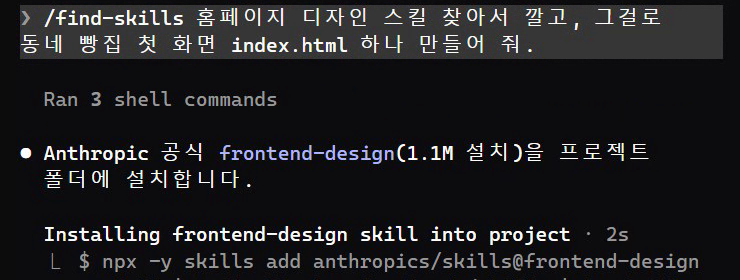 ❯ /find-skills 홈페이지 디자인 스킬 찾아서 깔고, 그걸로
동네 빵집 첫 화면 index.html 하나 만들어 줘.
Ran 3 shell commands
● Anthropic 공식 frontend-design(1.1M 설치)을 프로젝트
폴더에 설치합니다.
Installing frontend-design skill into project · 2s
└ $ npx -y skills add anthropics/skills@frontend-design